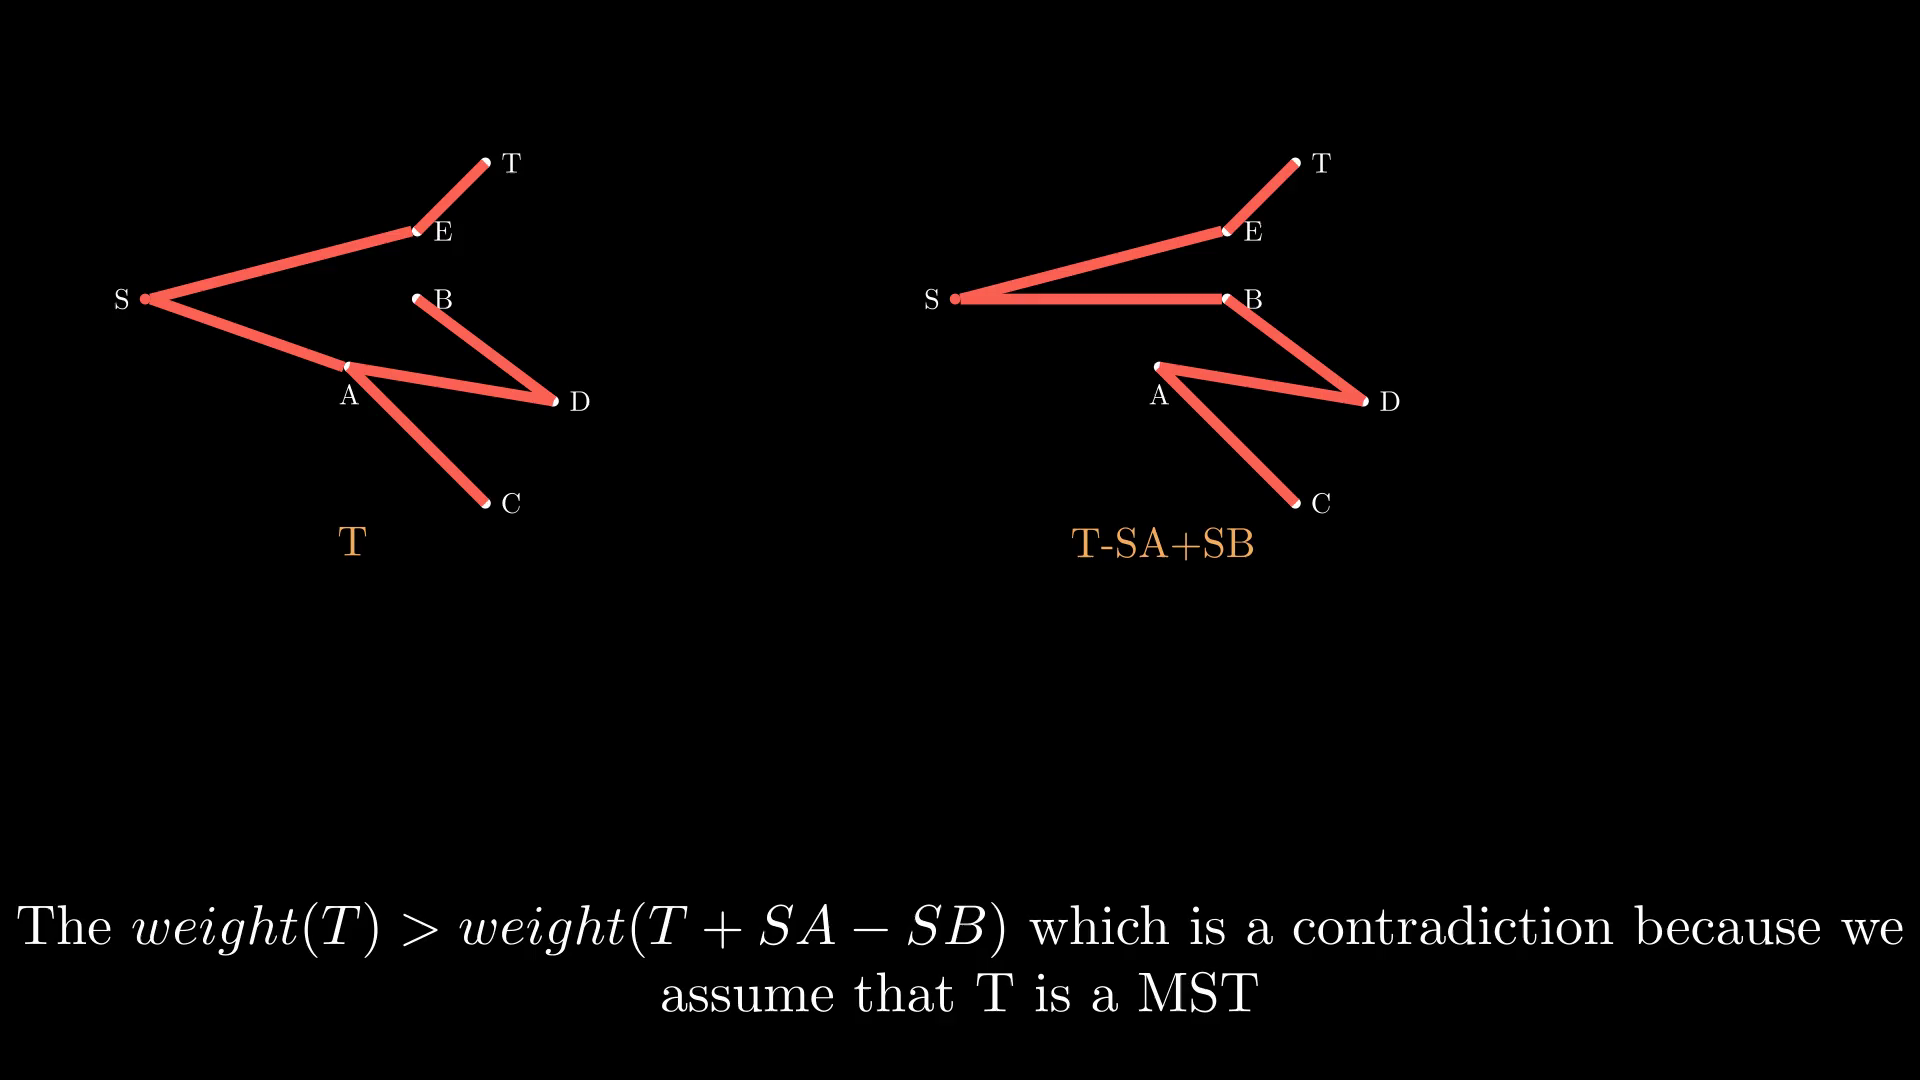 T T
E E
S B S B
A D A D
C C
T T-SA+SB
The weight(T) > weight(T + SA − SB) which is a contradiction because we
assume that T is a MST